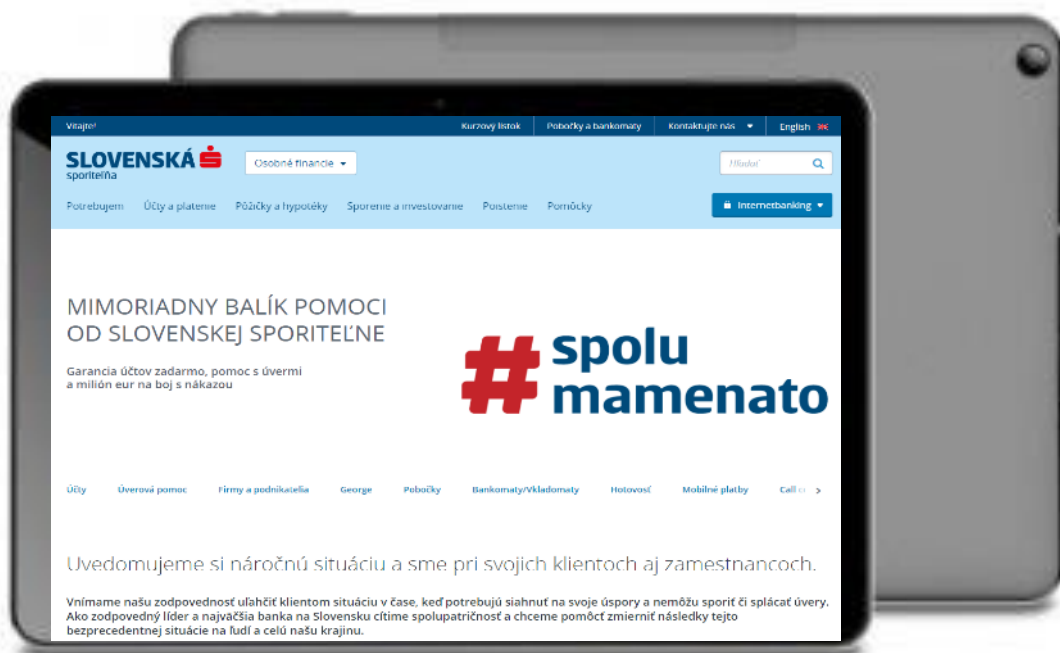 Vitajte!
Kurzový lístok
Pobočky a bankomaty
Kontaktujte nás
English
SLOVENSKÁ
sporiteľňa
Osobné financie
Hľadať
Potrebujem
Účty a platenie
Pôžičky a hypotéky
Sporenie a investovanie
Poistenie
Pomôcky
Internetbanking
MIMORIADNY BALÍK POMOCI
OD SLOVENSKEJ SPORITEĽNE
Garancia účtov zadarmo, pomoc s úvermi
a milión eur na boj s nákazou
#spolu
mamenato
Účty
Úverová pomoc
Firmy a podnikatelia
George
Pobočky
Bankomaty/Vkladomaty
Hotovosť
Mobilné platby
Call
Uvedomujeme si náročnú situáciu a sme pri svojich klientoch aj zamestnancoch.
Vnímame našu zodpovednosť uľahčiť klientom situáciu v čase, keď potrebujú siahnuť na svoje úspory a nemôžu sporiť či splácať úvery.
Ako zodpovedný líder a najväčšia banka na Slovensku cítime spolupatričnosť a chceme pomôcť zmierniť následky tejto
bezprecedentnej situácie na ľudí a celú našu krajinu.